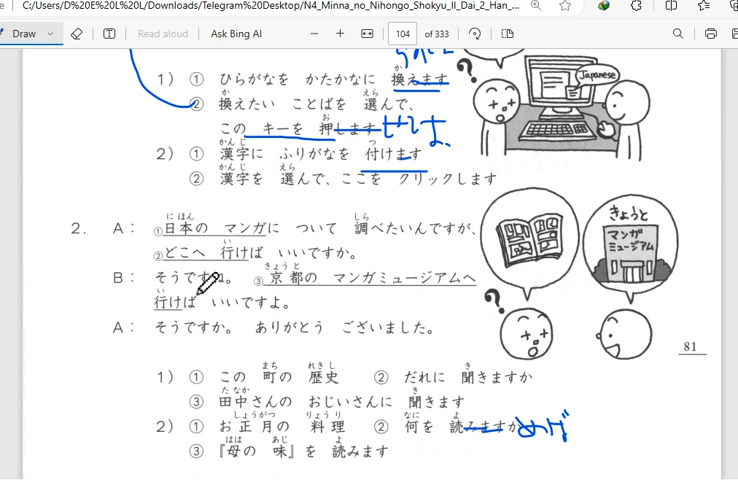 C:/Users/D%20E%20L%20L/Downloads/Telegram%20Desktop/N4_Minna_no_Nihongo_Shokyu_II_Dai_2_Han_
Draw
Read aloud
Ask Bing AI
104
of 225
1) ① ひらがなを かたかなに 換えます
② 換えたい ことばを 選んで、
この キーを 押します
2) ① 漢字に ふりがなを 付けます
② 漢字を 選んで、ここを クリックします
?
Japanese
2. A: ①日本の マンガに ついて 調べたいんですが、
②どこへ 行けば いいですか。
B: そうですね。 ③京都の マンガミュージアムへ
行けば いいですよ。
A: そうですか。 ありがとう ございました。
?
きょうと
マンガ
ミュージアム
81
1) ① この 町の 歴史 ② だれに 聞きますか
③ 田中さんの おじいさんに 聞きます
2) ① お正月の 料理 ② 何を 読みますか めば
③ 『母の 味』を 読みます